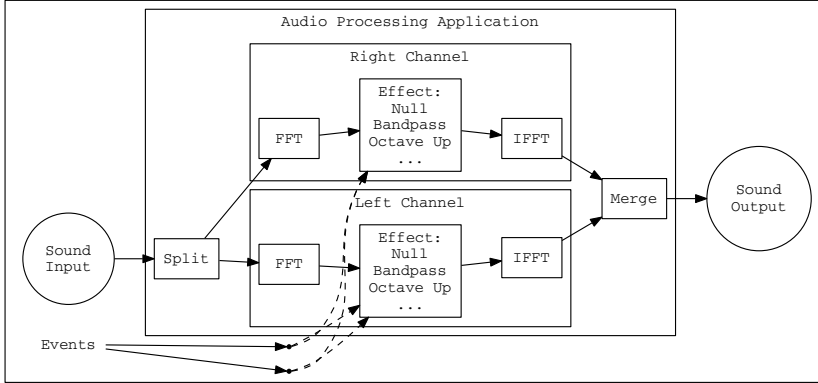 Audio Processing Application
Right Channel
Effect:
Null
Bandpass
Octave Up
...
FFT
IFFT
Left Channel
Effect:
Null
Bandpass
Octave Up
...
FFT
IFFT
Sound
Input
Split
Merge
Sound
Output
Events